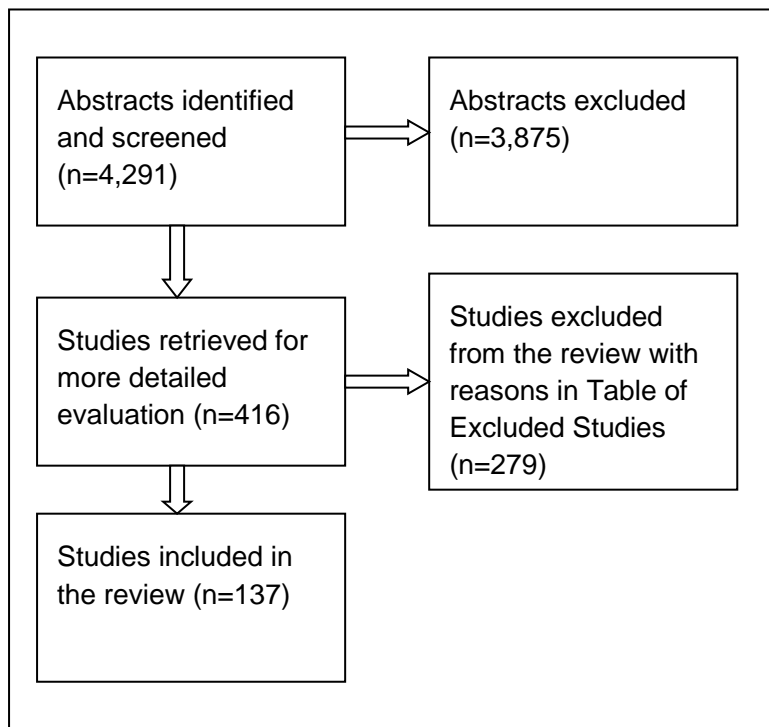 Abstracts identified
and screened
(n=4,291)
Abstracts excluded
(n=3,875)
Studies retrieved for
more detailed
evaluation (n=416)
Studies excluded
from the review with
reasons in Table of
Excluded Studies
(n=279)
Studies included in
the review (n=137)